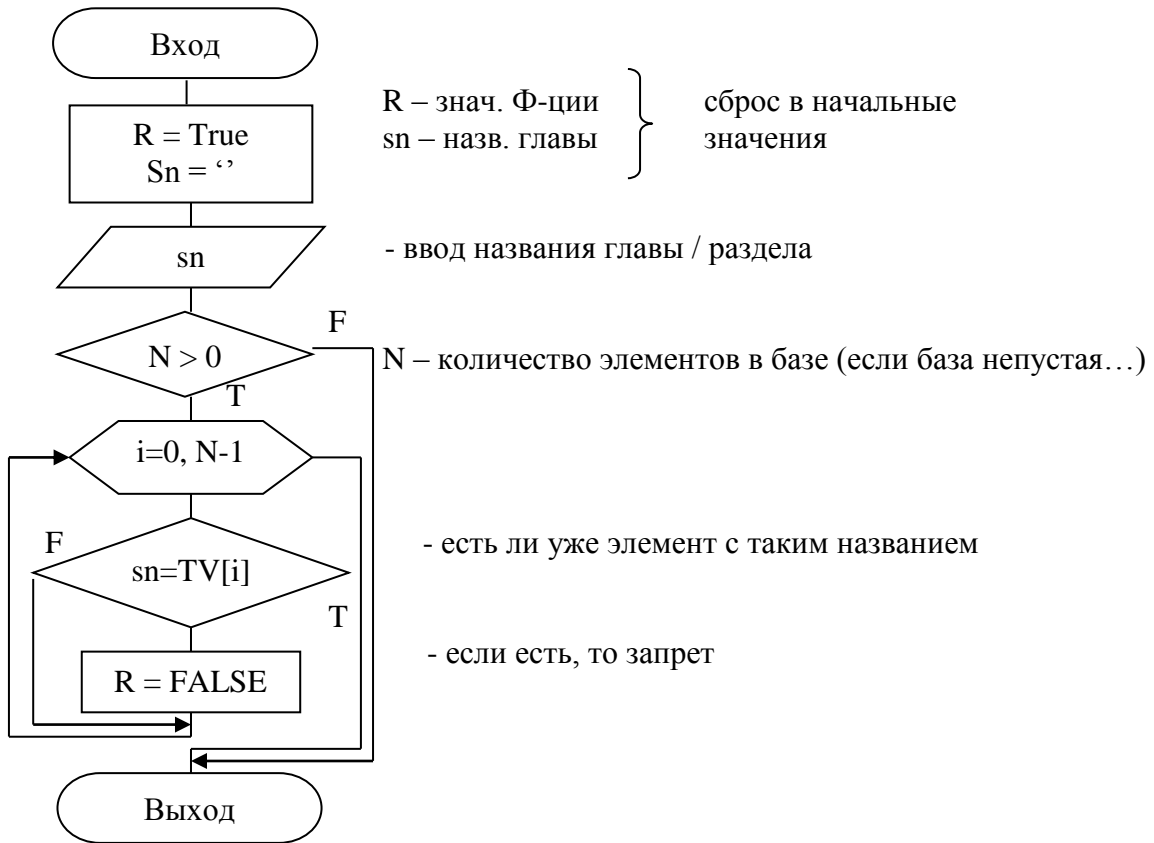 Вход
R = True
Sn = ‘’
R – знач. Ф-ции
sn – назв. главы
сброс в начальные
значения
sn
- ввод названия главы / раздела
N > 0
F
T
N – количество элементов в базе (если база непустая…)
i=0, N-1
F
sn=TV[i]
T
- есть ли уже элемент с таким названием
R = FALSE
- если есть, то запрет
Выход